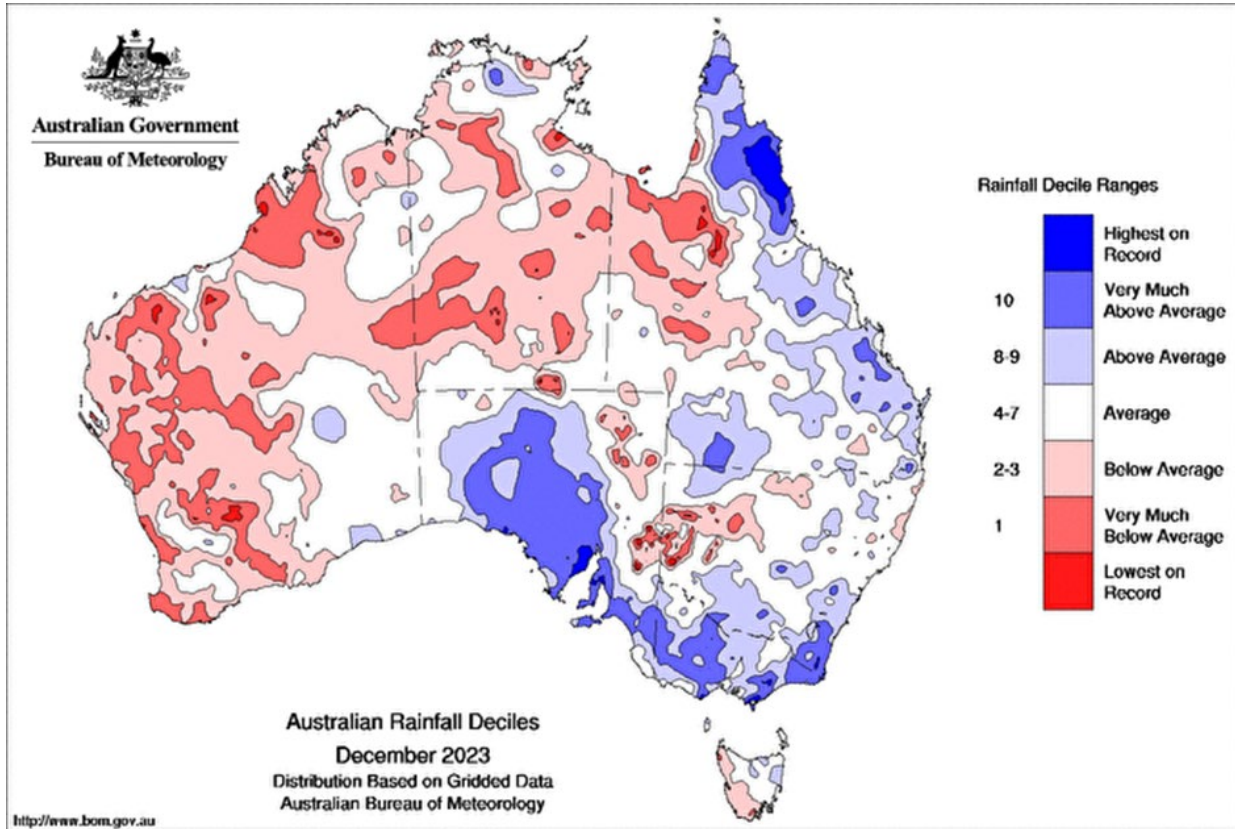 Australian Government
Bureau of Meteorology
Rainfall Decile Ranges
Highest on
Record
10
Very Much
Above Average
8-9
Above Average
4-7
Average
2-3
Below Average
1
Very Much
Below Average
Lowest on
Record
Australian Rainfall Deciles
December 2023
Distribution Based on Gridded Data
Australian Bureau of Meteorology
http://www.bom.gov.au